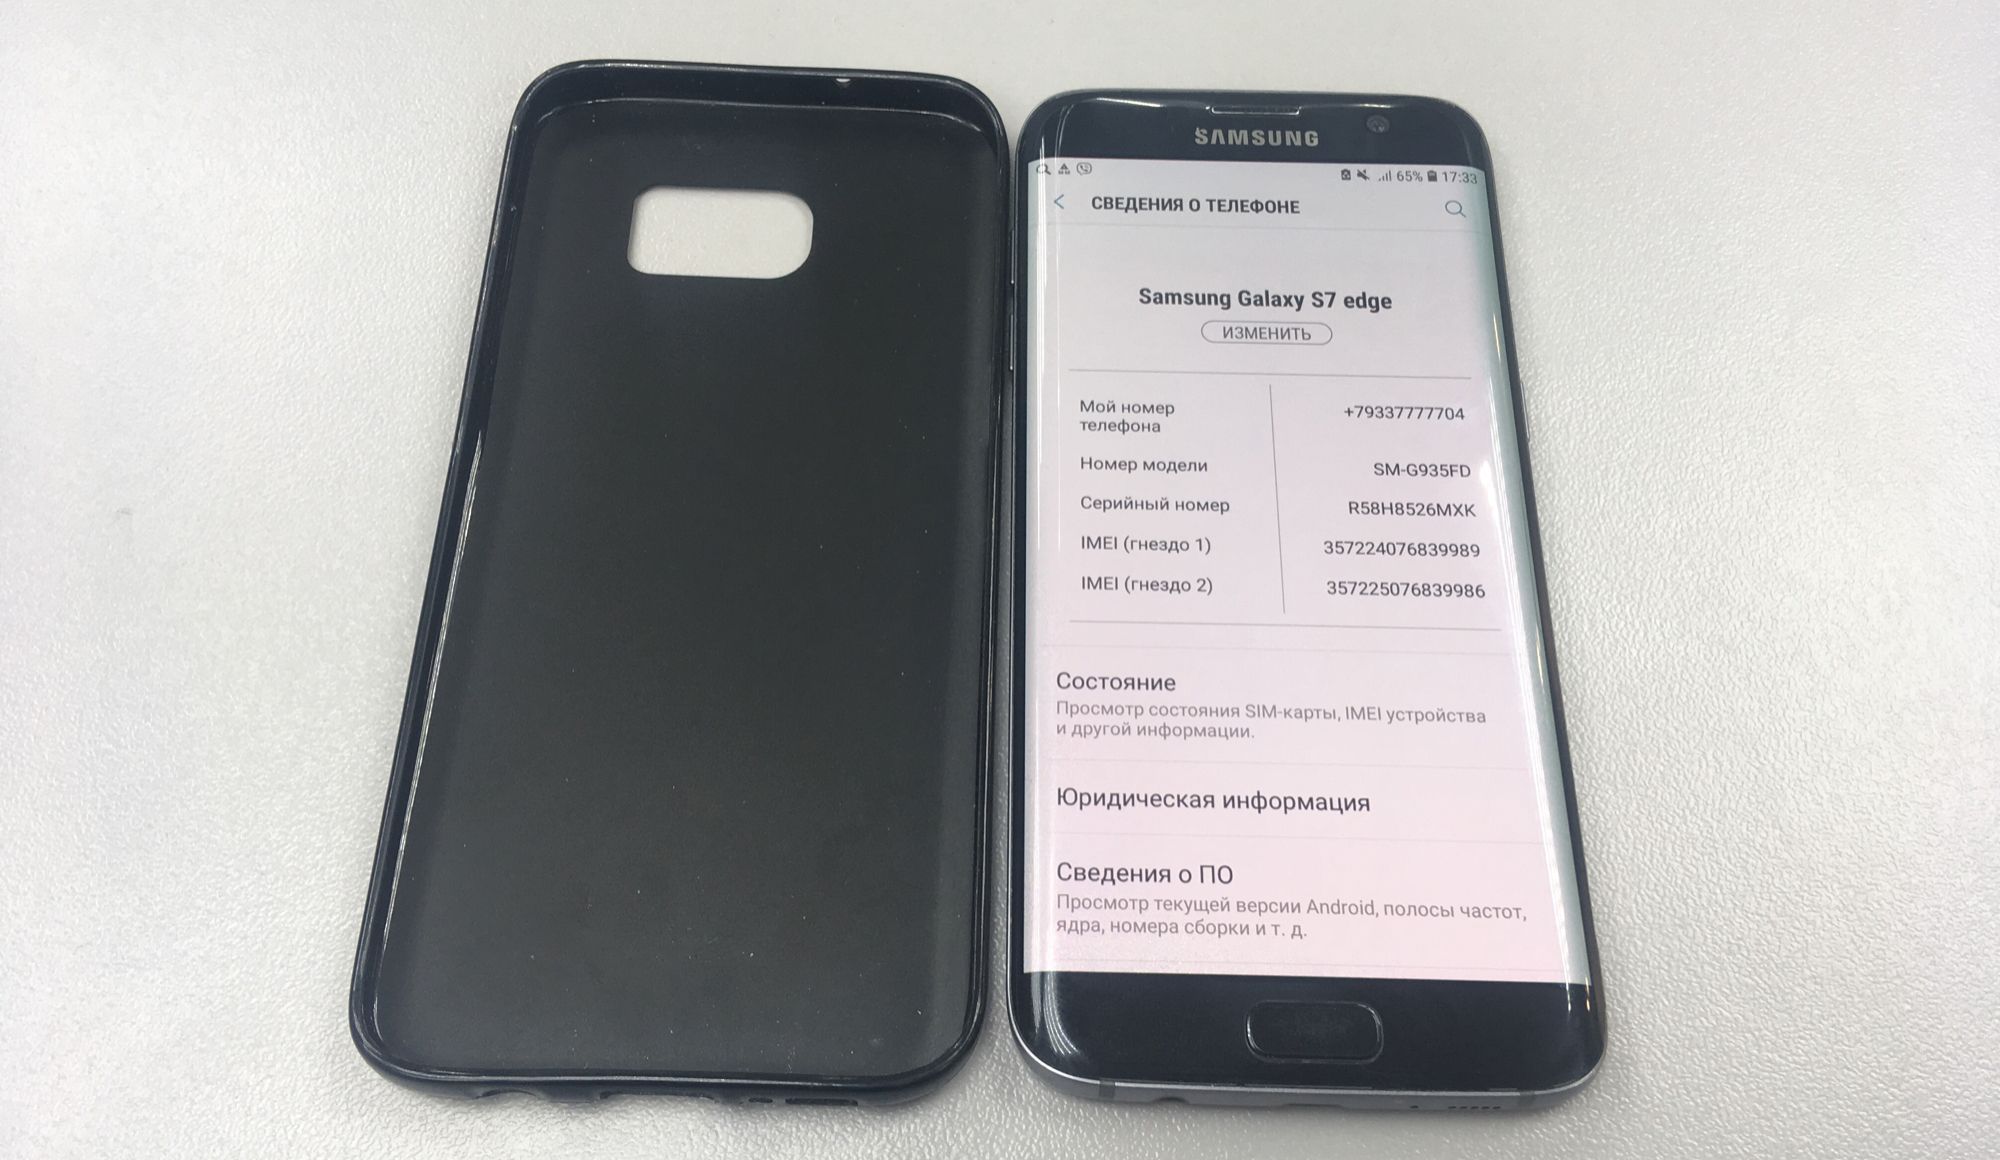 SAMSUNG
65% 17:33
СВЕДЕНИЯ О ТЕЛЕФОНЕ
Samsung Galaxy S7 edge
ИЗМЕНИТЬ
Мой номер
телефона
+79337777704
Номер модели
SM-G935FD
Серийный номер
R58H8526MXK
IMEI (гнездо 1)
357224076839989
IMEI (гнездо 2)
357225076839986
Состояние
Просмотр состояния SIM-карты, IMEI устройства
и другой информации.
Юридическая информация
Сведения о ПО
Просмотр текущей версии Android, полосы частот,
ядра, номера сборки и т. д.